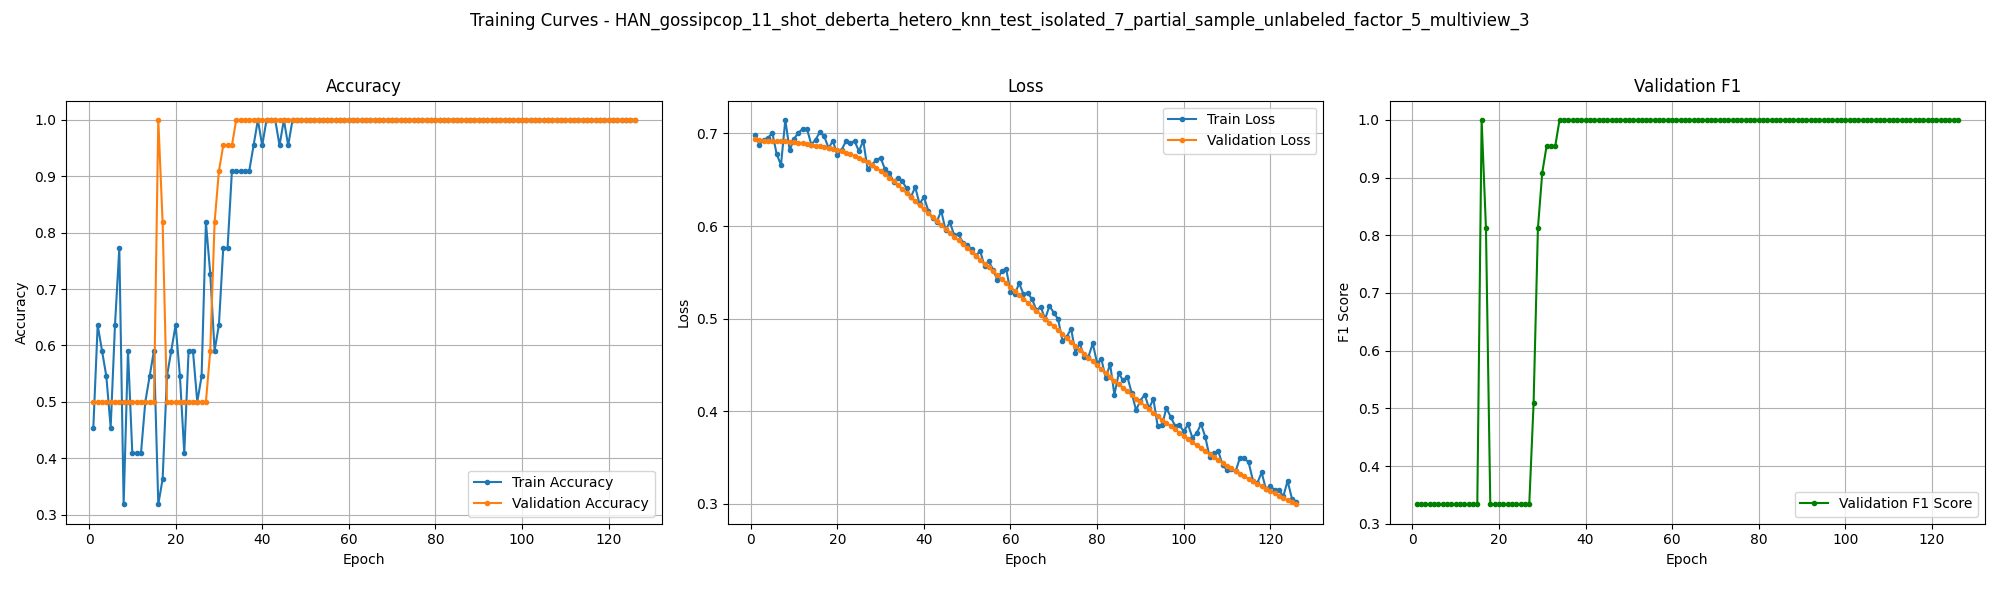 Training Curves - HAN_gossipcop_11_shot_deberta_hetero_knn_test_isolated_7_partial_sample_unlabeled_factor_5_multiview_3
Accuracy
Accuracy
1.0
0.9
0.8
0.7
0.6
0.5
0.4
0.3
0 20 40 60 80 100 120
Epoch
Train Accuracy
Validation Accuracy
Loss
Loss
0.7
0.6
0.5
0.4
0.3
0 20 40 60 80 100 120
Epoch
Train Loss
Validation Loss
Validation F1
F1 Score
1.0
0.9
0.8
0.7
0.6
0.5
0.4
0.3
0 20 40 60 80 100 120
Epoch
Validation F1 Score